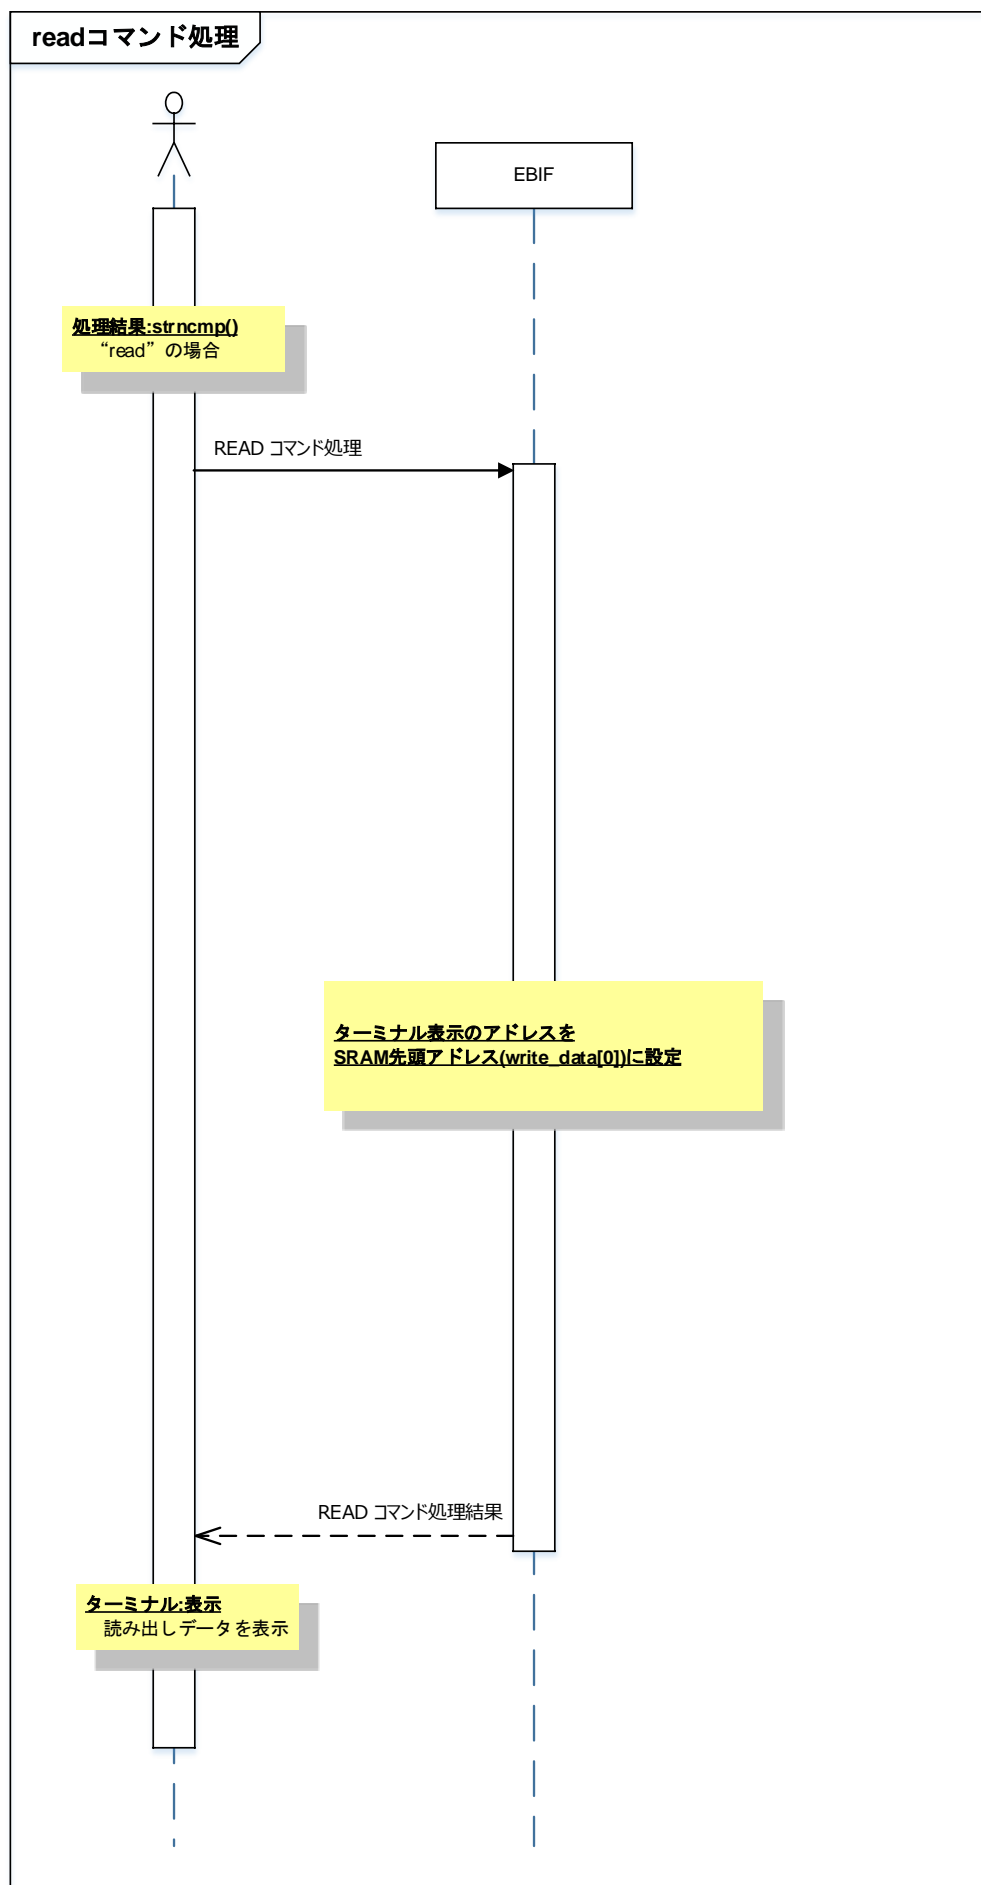 readコマンド処理
EBIF
処理結果:strncmp()
“read”の場合
READ コマンド処理
ターミナル表示のアドレスを
SRAM先頭アドレス(write_data[0])に設定
READ コマンド処理結果
ターミナル:表示
読み出しデータを表示